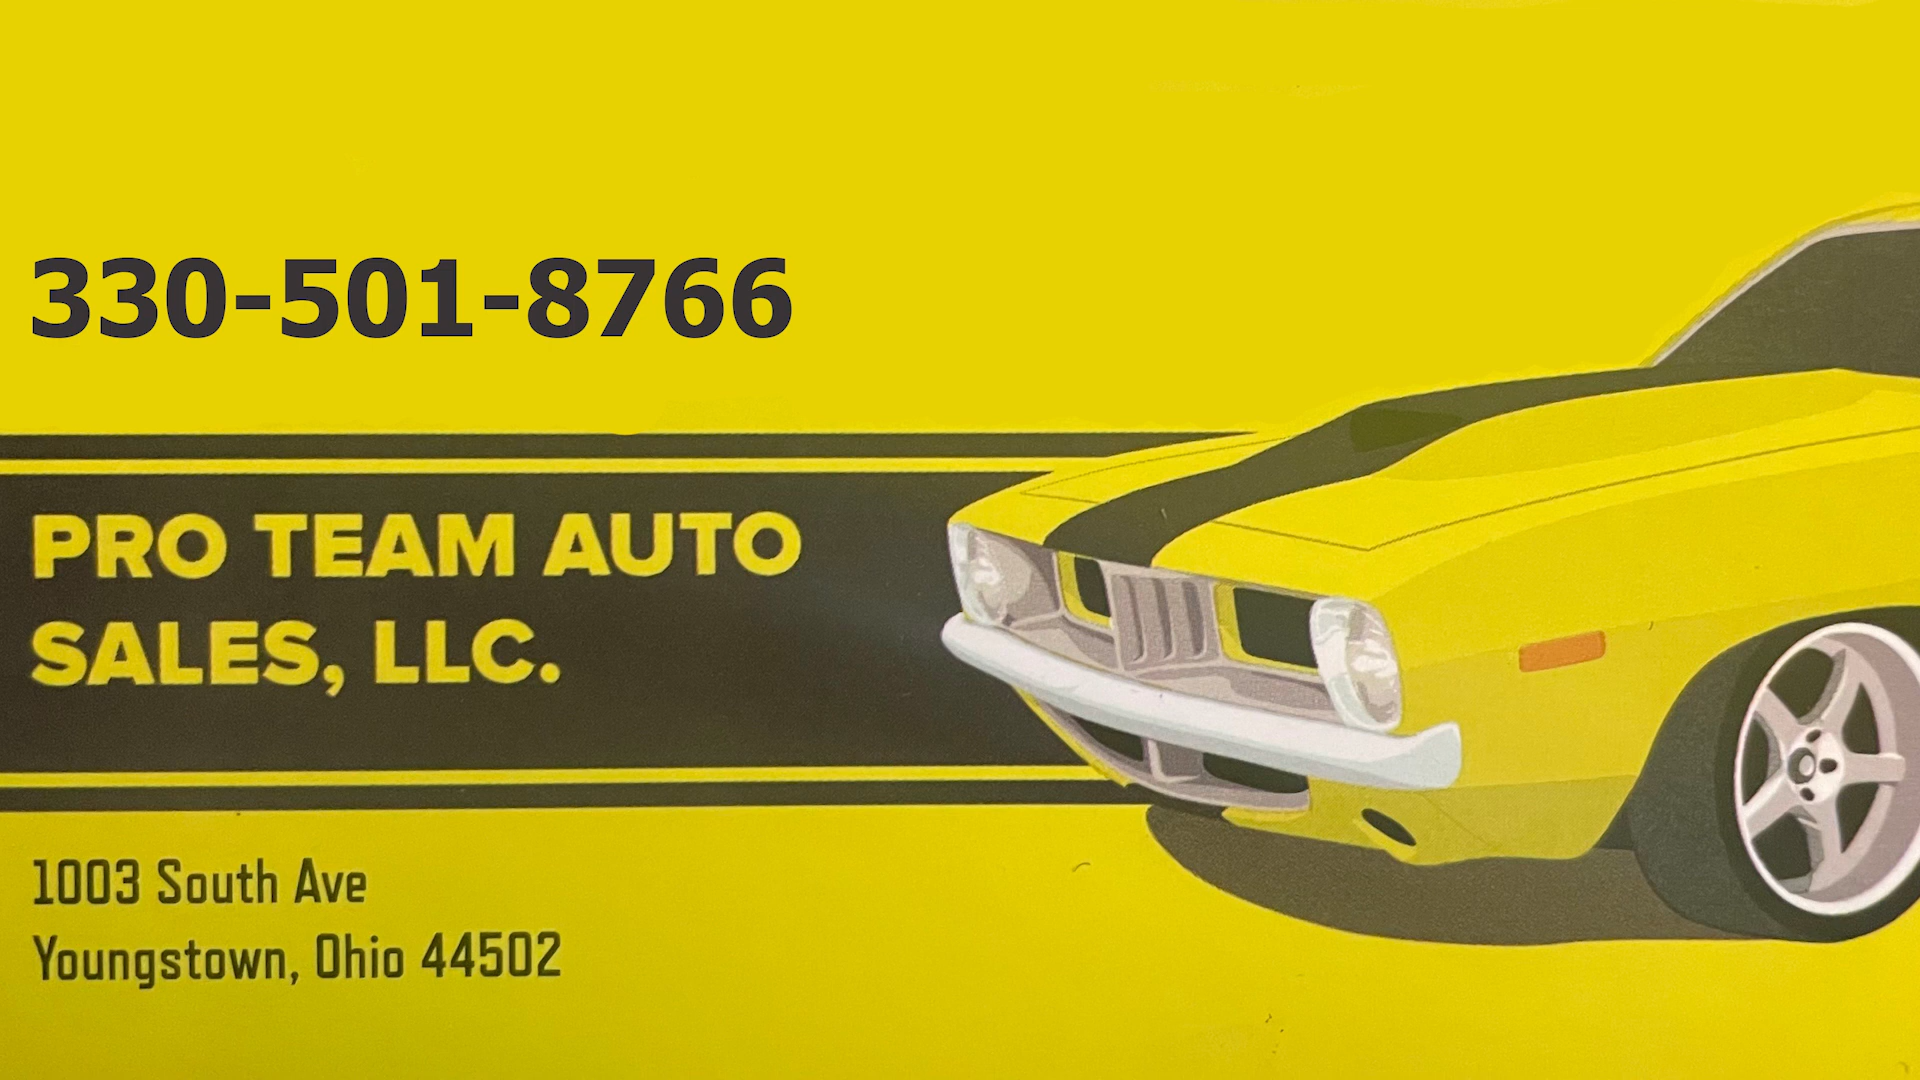 330-501-8766
PRO TEAM AUTO
SALES, LLC.
1003 South Ave
Youngstown, Ohio 44502